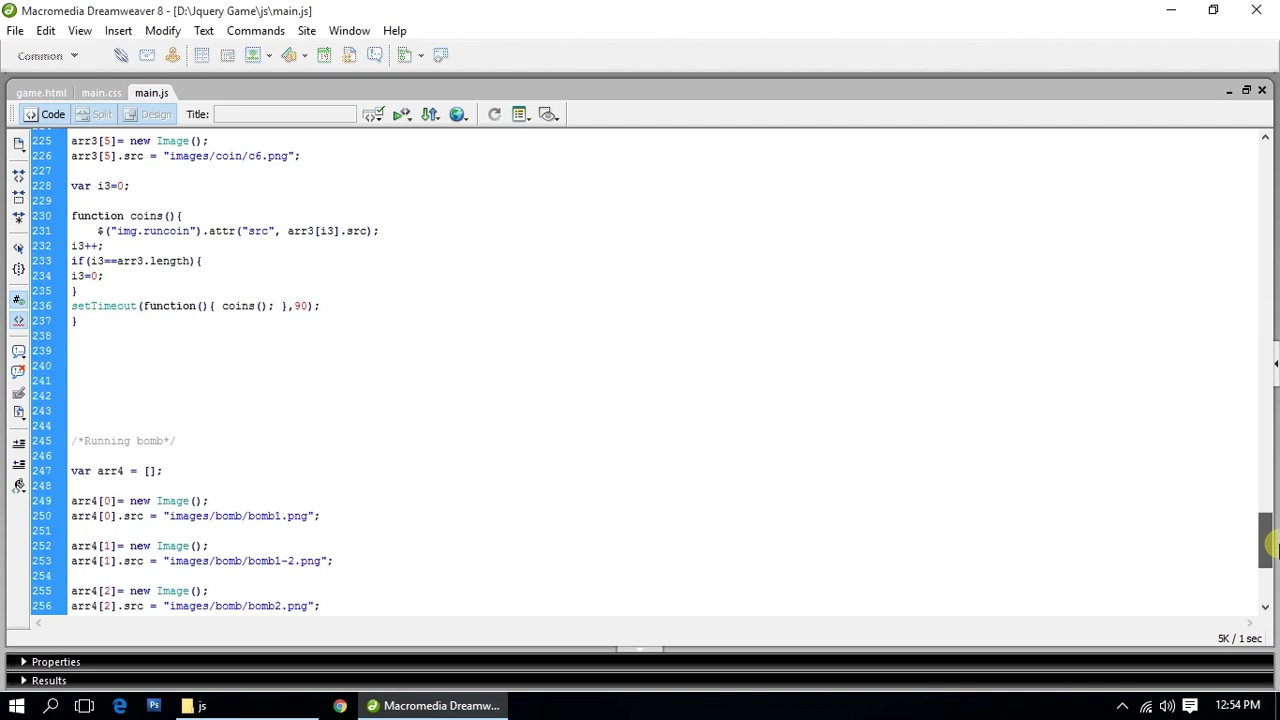 Macromedia Dreamweaver 8 - [D:\Jquery Game\js\main.js]
File Edit View Insert Modify Text Commands Site Window Help
Common
game.html main.css main.js
Code Split Design Title:
225 arr3[5]= new Image();
226 arr3[5].src = "images/coin/c6.png";
227
228 var i3=0;
229
230 function coins(){
231 $("img.runcoin").attr("src", arr3[i3].src);
232 i3++;
233 if(i3==arr3.length){
234 i3=0;
235 }
236 setTimeout(function(){ coins(); },90);
237 }
238
239
240
241
242
243
244
245 /*Running bomb*/
246
247 var arr4 = [];
248
249 arr4[0]= new Image();
250 arr4[0].src = "images/bomb/bomb1.png";
251
252 arr4[1]= new Image();
253 arr4[1].src = "images/bomb/bomb1-2.png";
254
255 arr4[2]= new Image();
256 arr4[2].src = "images/bomb/bomb2.png";
5K / 1 sec
Properties
Results
js Macromedia Dreamw... 12:54 PM